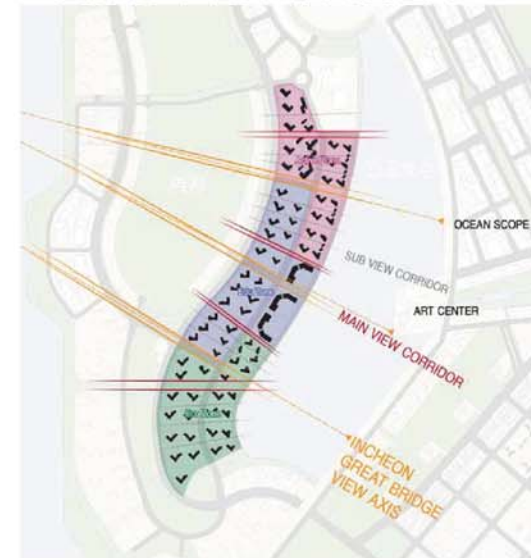 OCEAN SCOPE
SUB VIEW CORRIDOR
ART CENTER
MAIN VIEW CORRIDOR
INCHEON
GREAT BRIDGE
VIEW AXIS